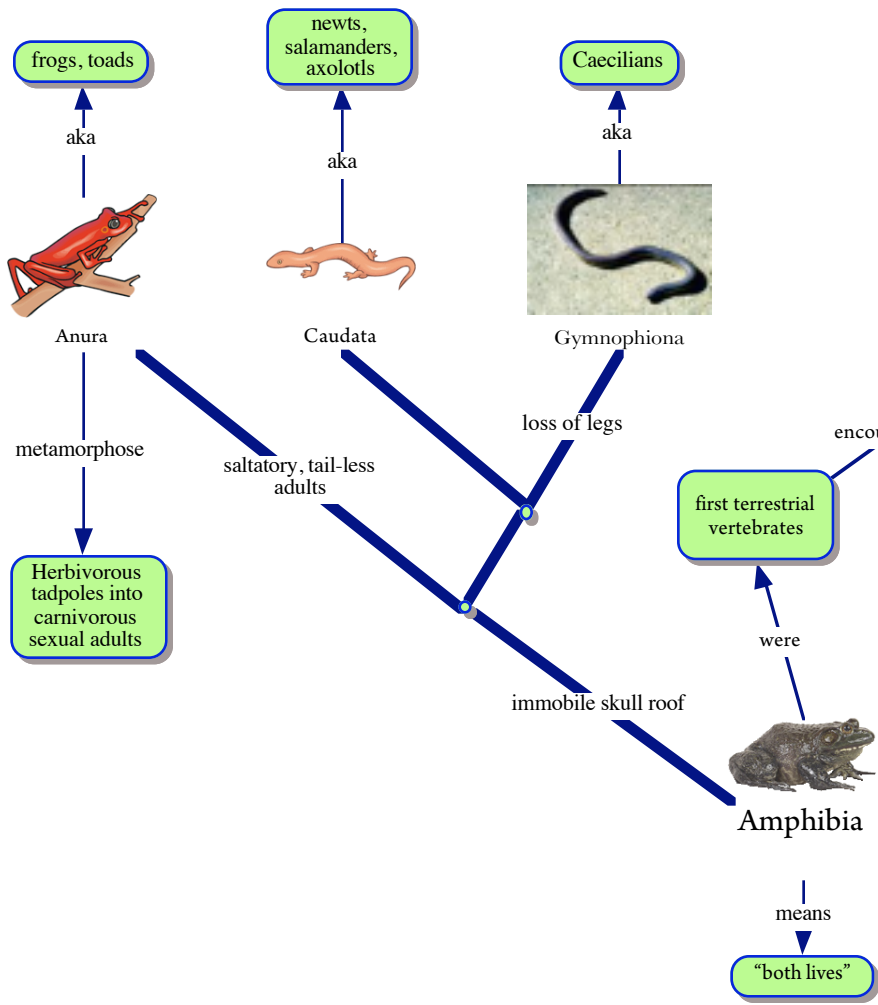 frogs, toads
newts,
salamanders,
axolotls
Caecilians
aka
aka
aka
Anura
Caudata
Gymnophiona
metamorphose
saltatory, tail-less
adults
loss of legs
first terrestrial
vertebrates
Herbivorous
tadpoles into
carnivorous
sexual adults
were
immobile skull roof
Amphibia
means
“both lives”